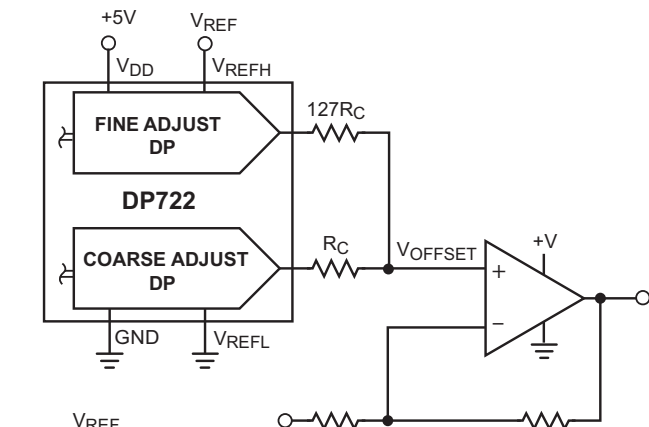 +5V
VREF
VDD
VREFH
FINE ADJUST
DP
127RC
DP722
COARSE ADJUST
DP
RC
VOFFSET
+V
+
−
GND
VREFL
VREF